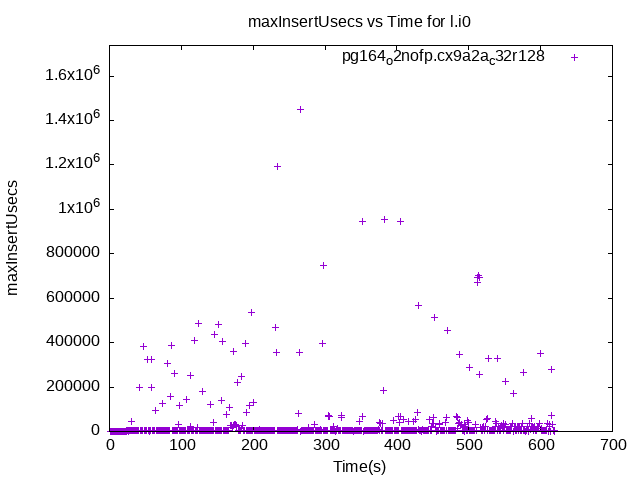 maxInsertUsecs vs Time for l.i0
pg164_o2nofp.cx9a2a_c32r128
1.6x10^6
1.4x10^6
1.2x10^6
1x10^6
800000
600000
400000
200000
0
maxInsertUsecs
0 100 200 300 400 500 600 700
Time(s)